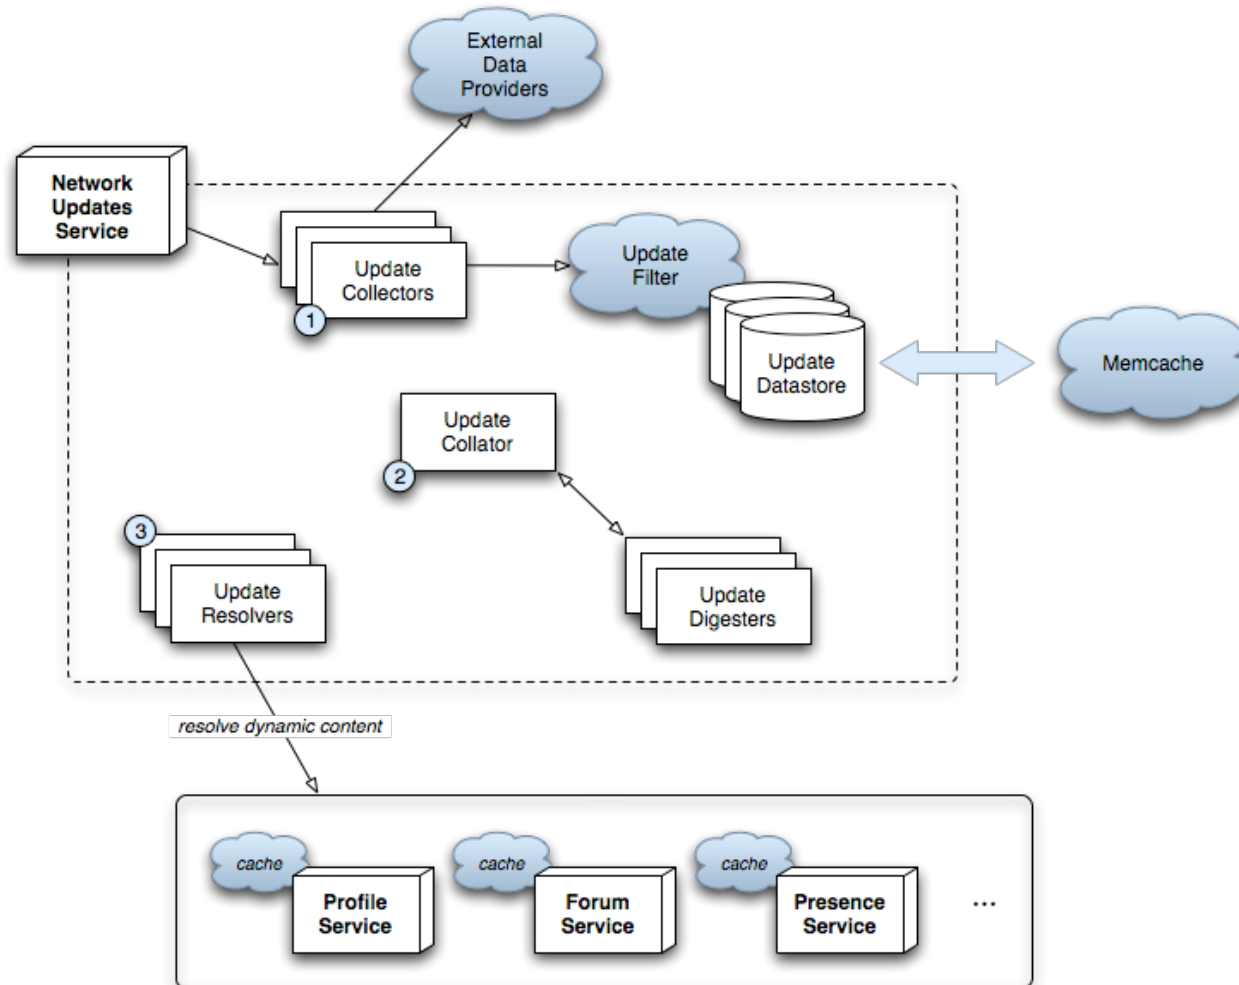 External
Data
Providers
Network
Updates
Service
Update
Collectors
1
Update
Filter
Update
Datastore
Memcache
Update
Collator
2
3
Update
Resolvers
Update
Digesters
resolve dynamic content
cache
Profile
Service
cache
Forum
Service
cache
Presence
Service
...